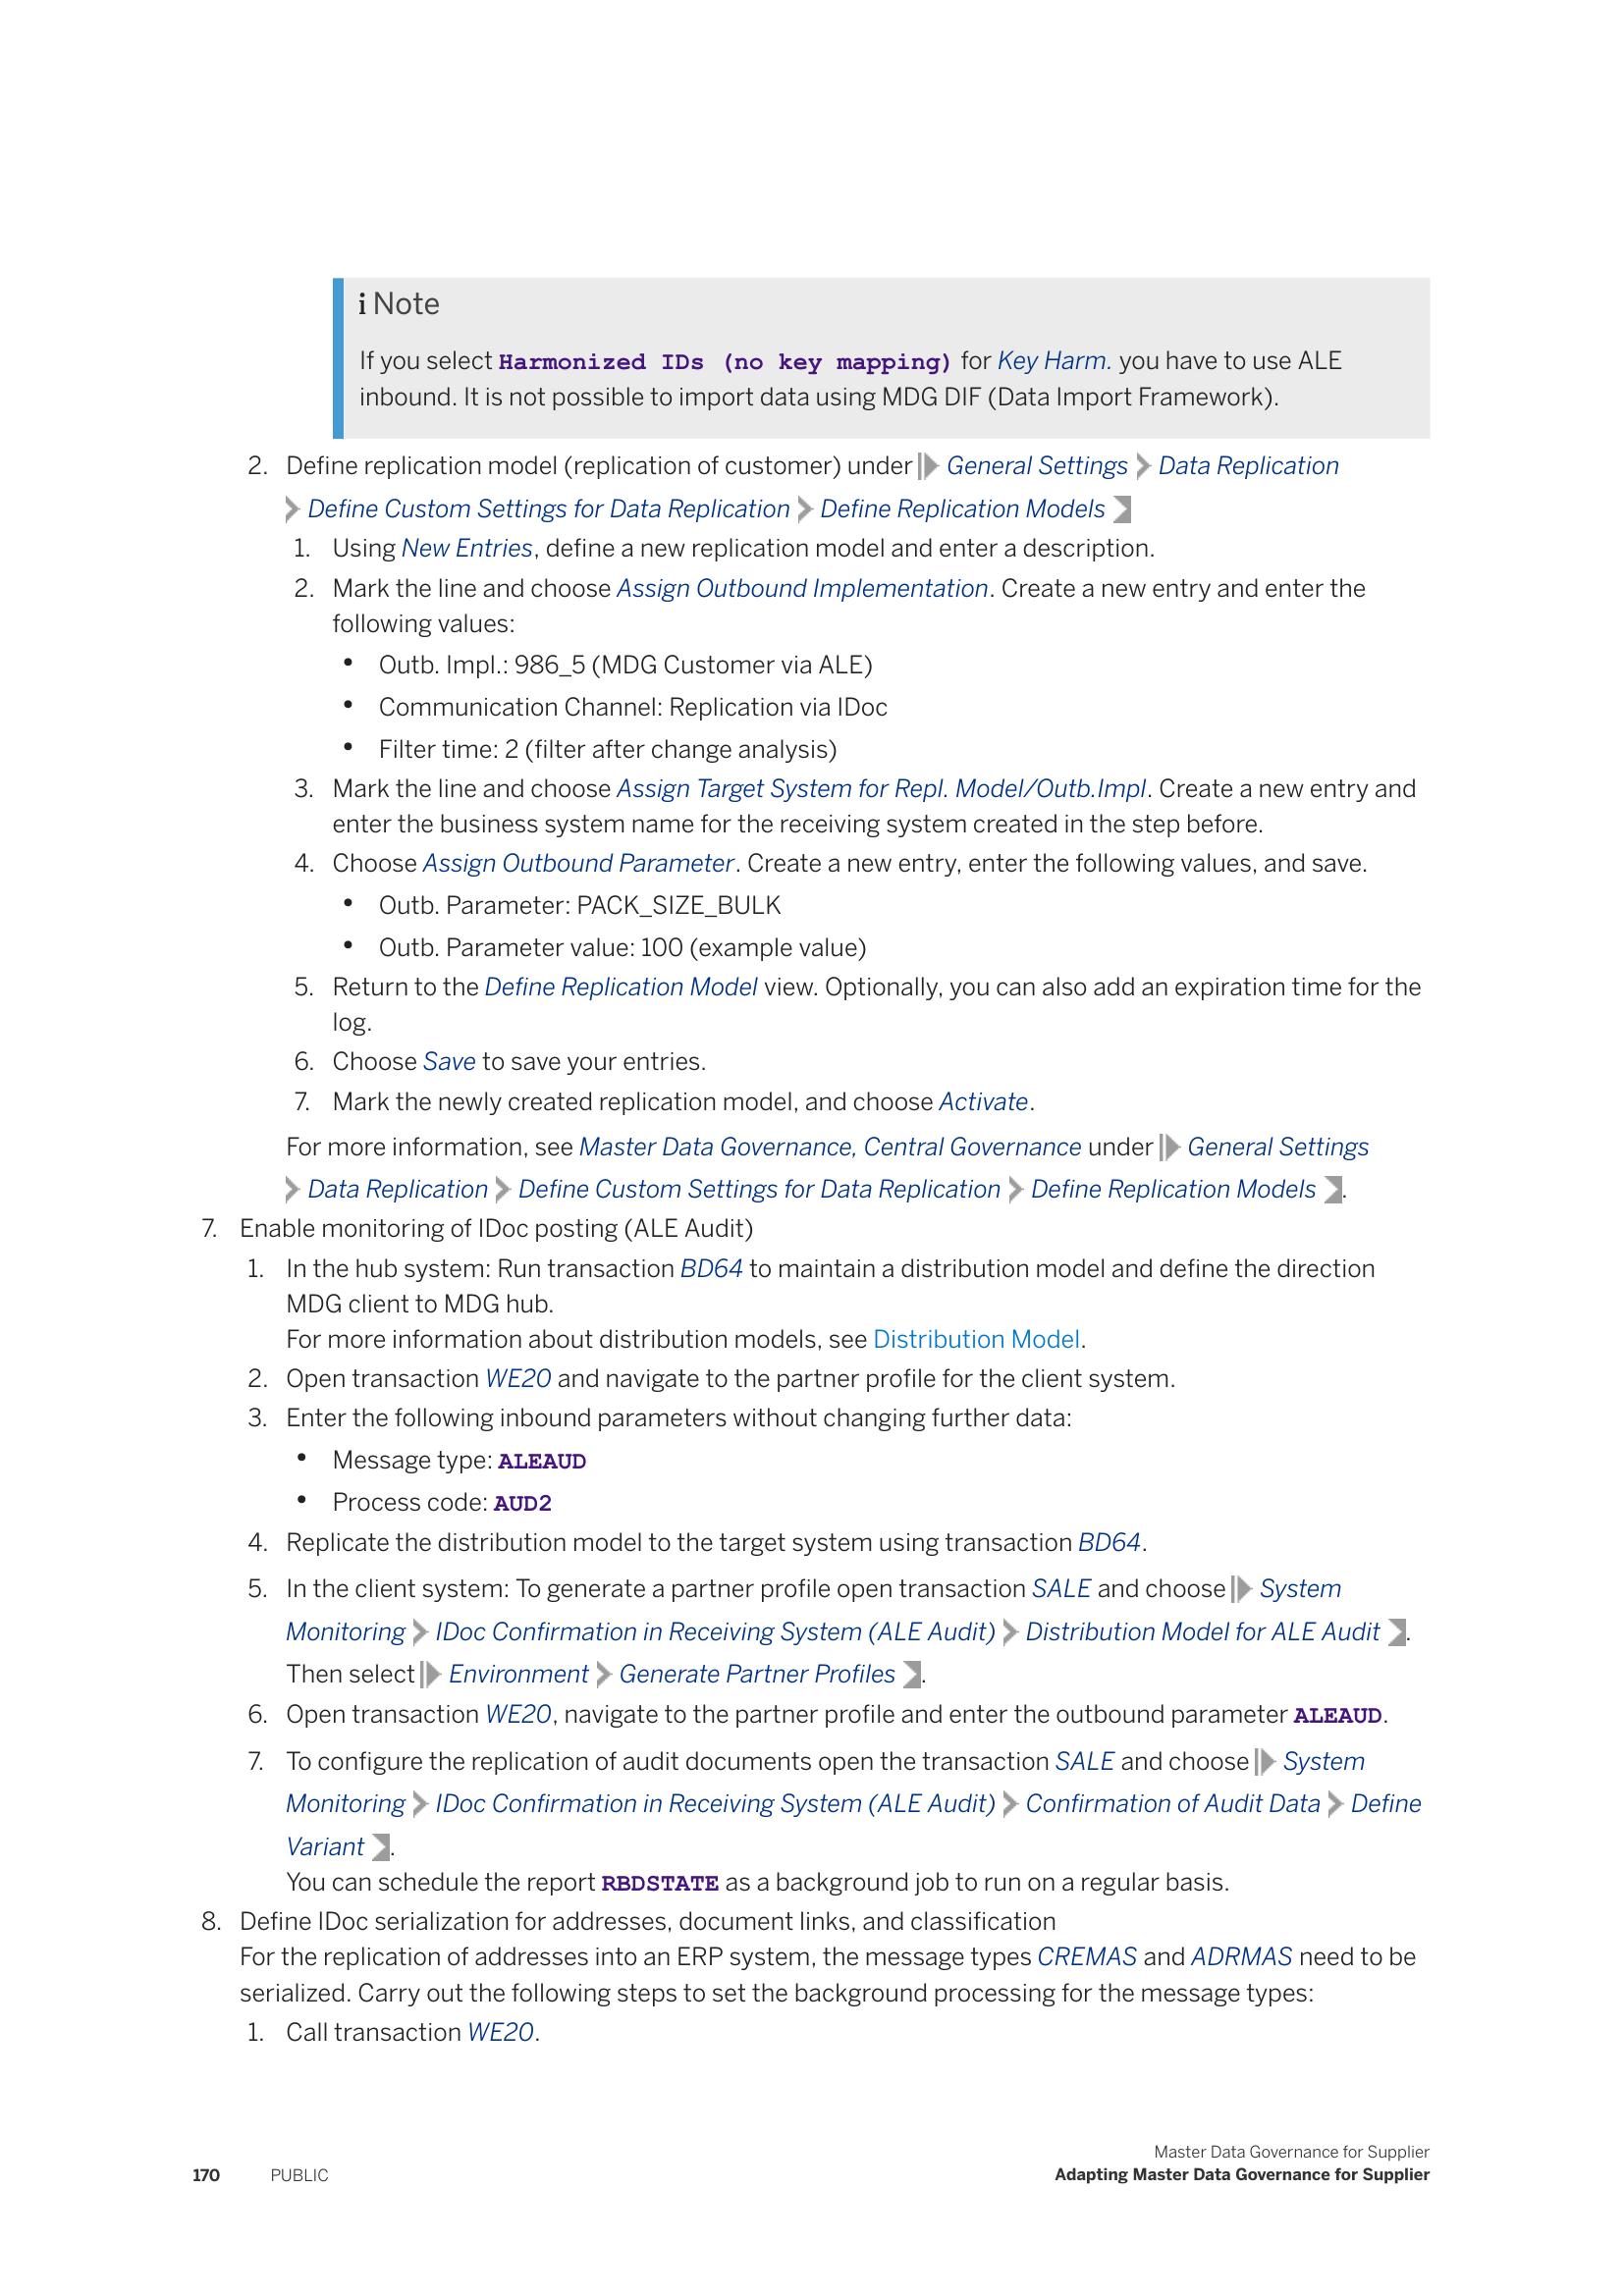 i Note
If you select Harmonized IDs (no key mapping) for Key Harm. you have to use ALE
inbound. It is not possible to import data using MDG DIF (Data Import Framework).
2. Define replication model (replication of customer) under General Settings Data Replication
Define Custom Settings for Data Replication Define Replication Models
1. Using New Entries, define a new replication model and enter a description.
2. Mark the line and choose Assign Outbound Implementation. Create a new entry and enter the
following values:
• Outb. Impl.: 986_5 (MDG Customer via ALE)
• Communication Channel: Replication via IDoc
• Filter time: 2 (filter after change analysis)
3. Mark the line and choose Assign Target System for Repl. Model/Outb.Impl. Create a new entry and
enter the business system name for the receiving system created in the step before.
4. Choose Assign Outbound Parameter. Create a new entry, enter the following values, and save.
• Outb. Parameter: PACK_SIZE_BULK
• Outb. Parameter value: 100 (example value)
5. Return to the Define Replication Model view. Optionally, you can also add an expiration time for the
log.
6. Choose Save to save your entries.
7. Mark the newly created replication model, and choose Activate.
For more information, see Master Data Governance, Central Governance under General Settings
Data Replication Define Custom Settings for Data Replication Define Replication Models .
7. Enable monitoring of IDoc posting (ALE Audit)
1. In the hub system: Run transaction BD64 to maintain a distribution model and define the direction
MDG client to MDG hub.
For more information about distribution models, see Distribution Model.
2. Open transaction WE20 and navigate to the partner profile for the client system.
3. Enter the following inbound parameters without changing further data:
• Message type: ALEAUD
• Process code: AUD2
4. Replicate the distribution model to the target system using transaction BD64.
5. In the client system: To generate a partner profile open transaction SALE and choose System
Monitoring IDoc Confirmation in Receiving System (ALE Audit) Distribution Model for ALE Audit .
Then select Environment Generate Partner Profiles .
6. Open transaction WE20, navigate to the partner profile and enter the outbound parameter ALEAUD.
7. To configure the replication of audit documents open the transaction SALE and choose System
Monitoring IDoc Confirmation in Receiving System (ALE Audit) Confirmation of Audit Data Define
Variant .
You can schedule the report RBDSTATE as a background job to run on a regular basis.
8. Define IDoc serialization for addresses, document links, and classification
For the replication of addresses into an ERP system, the message types CREMAS and ADRMAS need to be
serialized. Carry out the following steps to set the background processing for the message types:
1. Call transaction WE20.
Master Data Governance for Supplier
170 PUBLIC Adapting Master Data Governance for Supplier